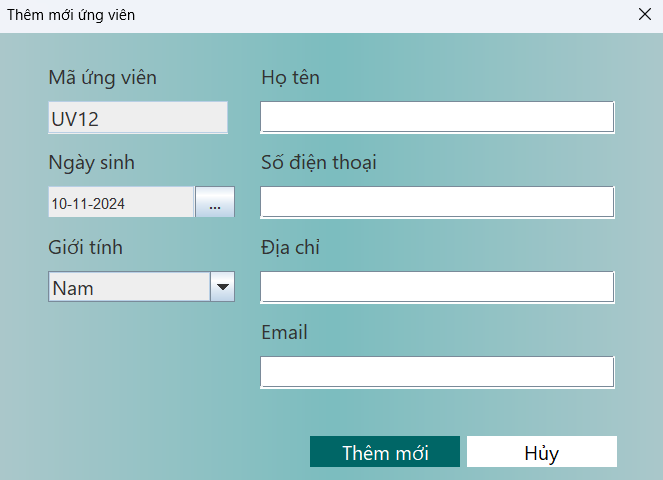 Thêm mới ứng viên
Mã ứng viên
Họ tên
UV12
Ngày sinh
Số điện thoại
10-11-2024
...
Giới tính
Địa chỉ
Nam
Email
Thêm mới
Hủy